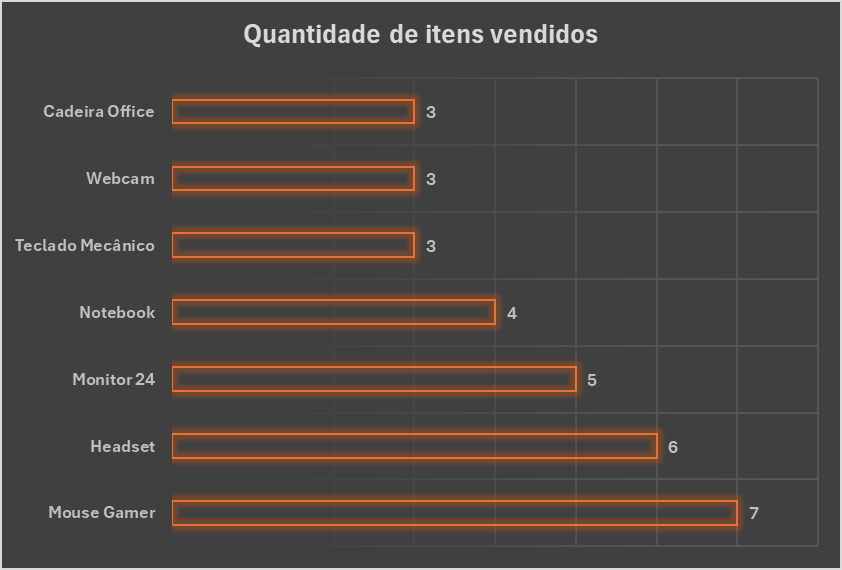 Quantidade de itens vendidos
Cadeira Office 3
Webcam 3
Teclado Mecânico 3
Notebook 4
Monitor 24 5
Headset 6
Mouse Gamer 7